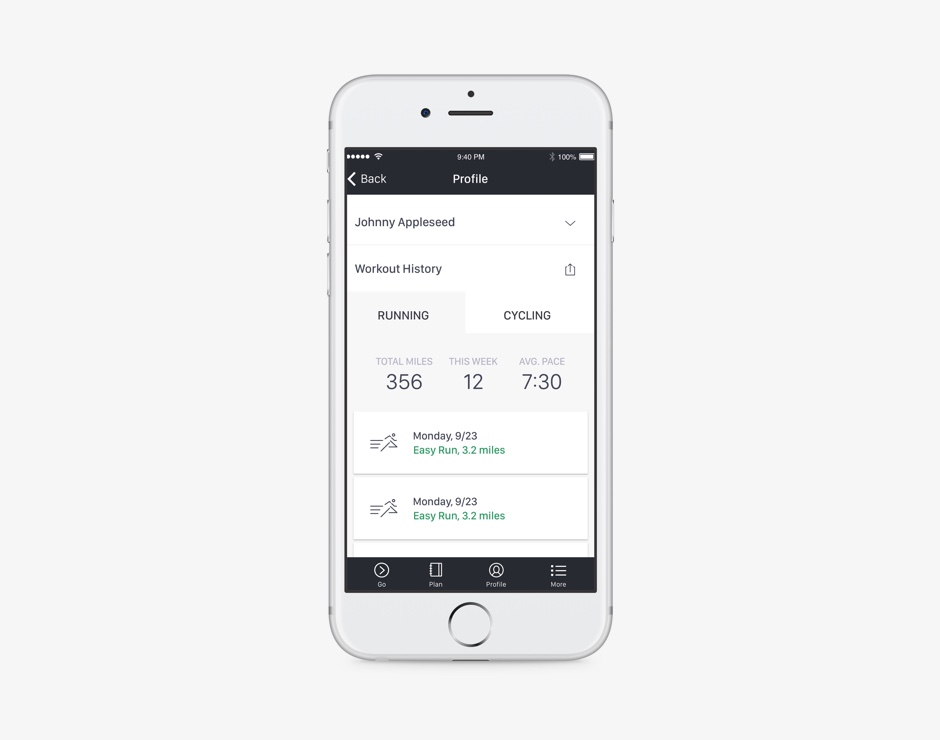 9:40 PM
100%
Back
Profile
Johnny Appleseed
Workout History
RUNNING
CYCLING
TOTAL MILES
THIS WEEK
AVG. PACE
356
12
7:30
Monday, 9/23
Easy Run, 3.2 miles
Monday, 9/23
Easy Run, 3.2 miles
Go
Plan
Profile
More